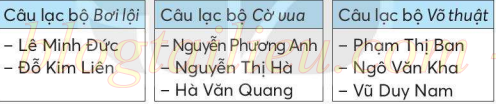 Câu lạc bộ Bơi lội
– Lê Minh Đức
– Đỗ Kim Liên
Câu lạc bộ Cờ vua
– Nguyễn Phương Anh
– Nguyễn Thị Hà
– Hà Văn Quang
Câu lạc bộ Võ thuật
– Phạm Thị Ban
– Ngô Văn Kha
– Vũ Duy Nam